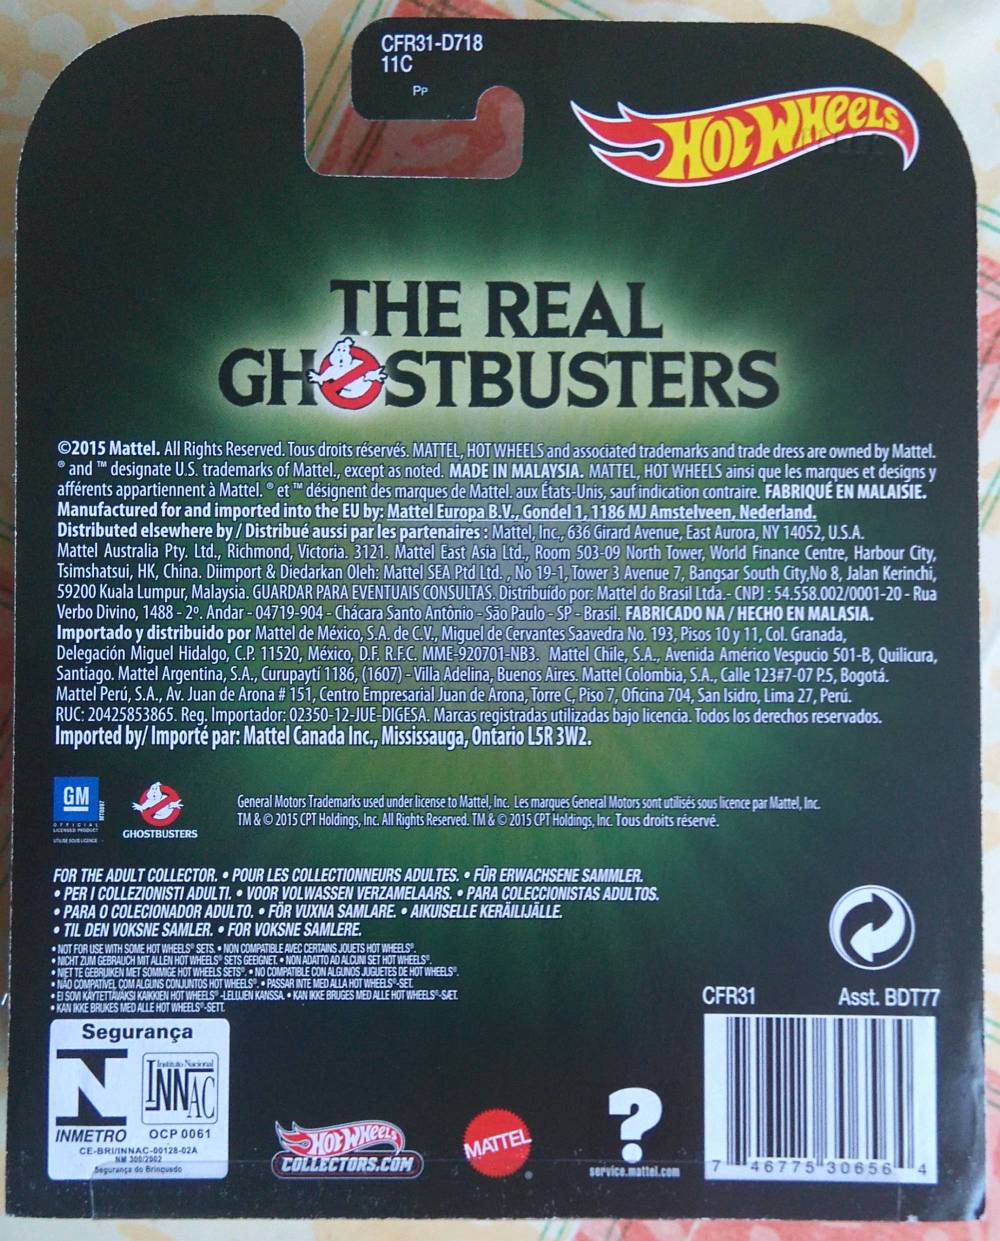 CFR31-D718
11C
PP
HOT WHEELS
THE REAL
GHOSTBUSTERS
©2015 Mattel. All Rights Reserved. Tous droits réservés. MATTEL, HOT WHEELS and associated trademarks and trade dress are owned by Mattel.
® and ™ designate U.S. trademarks of Mattel., except as noted. MADE IN MALAYSIA. MATTEL, HOT WHEELS ainsi que les marques et designs y
afférents appartiennent à Mattel. ® et ™ désignent des marques de Mattel. aux États-Unis, sauf indication contraire. FABRIQUÉ EN MALAISIE.
Manufactured for and imported into the EU by: Mattel Europa B.V., Gondel 1, 1186 MJ Amstelveen, Nederland.
Distributed elsewhere by / Distribué aussi par les partenaires : Mattel, Inc., 636 Girard Avenue, East Aurora, NY 14052, U.S.A.
Mattel Australia Pty. Ltd., Richmond, Victoria. 3121. Mattel East Asia Ltd., Room 503-09 North Tower, World Finance Centre, Harbour City,
Tsimshatsui, HK, China. Diimport & Diedarkan Oleh: Mattel SEA Ptd Ltd. , No 19-1, Tower 3 Avenue 7, Bangsar South City,No 8, Jalan Kerinchi,
59200 Kuala Lumpur, Malaysia. GUARDAR PARA EVENTUAIS CONSULTAS. Distribuído por: Mattel do Brasil Ltda.- CNPJ : 54.558.002/0001-20 - Rua
Verbo Divino, 1488 - 2º. Andar - 04719-904 - Chácara Santo Antônio - São Paulo - SP - Brasil. FABRICADO NA / HECHO EN MALASIA.
Importado y distribuido por Mattel de México, S.A. de C.V., Miguel de Cervantes Saavedra No. 193, Pisos 10 y 11, Col. Granada,
Delegación Miguel Hidalgo, C.P. 11520, México, D.F. R.F.C. MME-920701-NB3. Mattel Chile, S.A., Avenida Américo Vespucio 501-B, Quilicura,
Santiago. Mattel Argentina, S.A., Curupaytí 1186, (1607) - Villa Adelina, Buenos Aires. Mattel Colombia, S.A., Calle 123#7-07 P.5, Bogotá.
Mattel Perú, S.A., Av. Juan de Arona # 151, Centro Empresarial Juan de Arona, Torre C, Piso 7, Oficina 704, San Isidro, Lima 27, Perú.
RUC: 20425853865. Reg. Importador: 02350-12-JUE-DIGESA. Marcas registradas utilizadas bajo licencia. Todos los derechos reservados.
Imported by/ Importé par: Mattel Canada Inc., Mississauga, Ontario L5R 3W2.
GM
OFFICIAL
LICENSED PRODUCT
UTILISÉ SOUS LICENCE
GHOSTBUSTERS
General Motors Trademarks used under license to Mattel, Inc. Les marques General Motors sont utilisés sous licence par Mattel, Inc.
TM & © 2015 CPT Holdings, Inc. All Rights Reserved. TM & © 2015 CPT Holdings, Inc. Tous droits réservé.
FOR THE ADULT COLLECTOR. • POUR LES COLLECTIONNEURS ADULTES. • FÜR ERWACHSENE SAMMLER.
• PER I COLLEZIONISTI ADULTI. • VOOR VOLWASSEN VERZAMELAARS. • PARA COLECCIONISTAS ADULTOS.
• PARA O COLECIONADOR ADULTO. • FÖR VUXNA SAMLARE. • AIKUISELLE KERÄILIJÄLLE.
• TIL DEN VOKSNE SAMLER. • FOR VOKSNE SAMLERE.
• NOT FOR USE WITH SOME HOT WHEELS® SETS. • NON COMPATIBLE AVEC CERTAINS JOUETS HOT WHEELS®.
• NICHT ZUM GEBRAUCH MIT ALLEN HOT WHEELS® SETS GEEIGNET. • NON ADATTO AD ALCUNI SET HOT WHEELS®.
• NIET TE GEBRUIKEN MET SOMMIGE HOT WHEELS SETS®. • NO COMPATIBLE CON ALGUNOS JUGUETES DE HOT WHEELS®.
• NÃO COMPATÍVEL COM ALGUNS CONJUNTOS HOT WHEELS®. • PASSAR INTE MED ALLA HOT WHEELS®-SET.
• EI SOVI KÄYTETTÄVÄKSI KAIKKIEN HOT WHEELS® -LELUJEN KANSSA. • KAN IKKE BRUGES MED ALLE HOT WHEELS®-SÆT.
• KAN IKKE BRUKES MED ALLE HOT WHEELS®-SETT.
CFR31 Asst. BDT77
Segurança
N
Instituto Nacional
INNAC
INMETRO OCP 0061
CE-BRI/INNAC-00128-02A
NM 300/2002
Segurança do Brinquedo
HOT WHEELS
COLLECTORS.COM
MATTEL
?
service.mattel.com
7 46775 30656 4